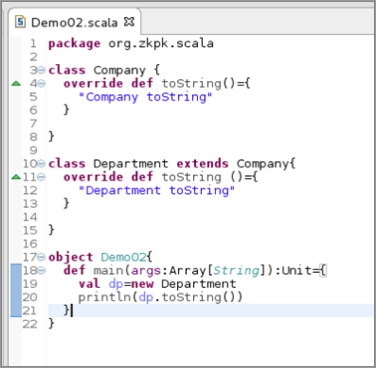 Demo02.scala
1 package org.zkpk.scala
2
3 class Company {
4   override def toString()={
5     "Company toString"
6   }
7
8 }
9
10 class Department extends Company{
11   override def toString ()={
12     "Department toString"
13   }
14
15 }
16
17 object Demo02{
18   def main(args:Array[String]):Unit={
19     val dp=new Department
20     println(dp.toString())
21   }
22 }